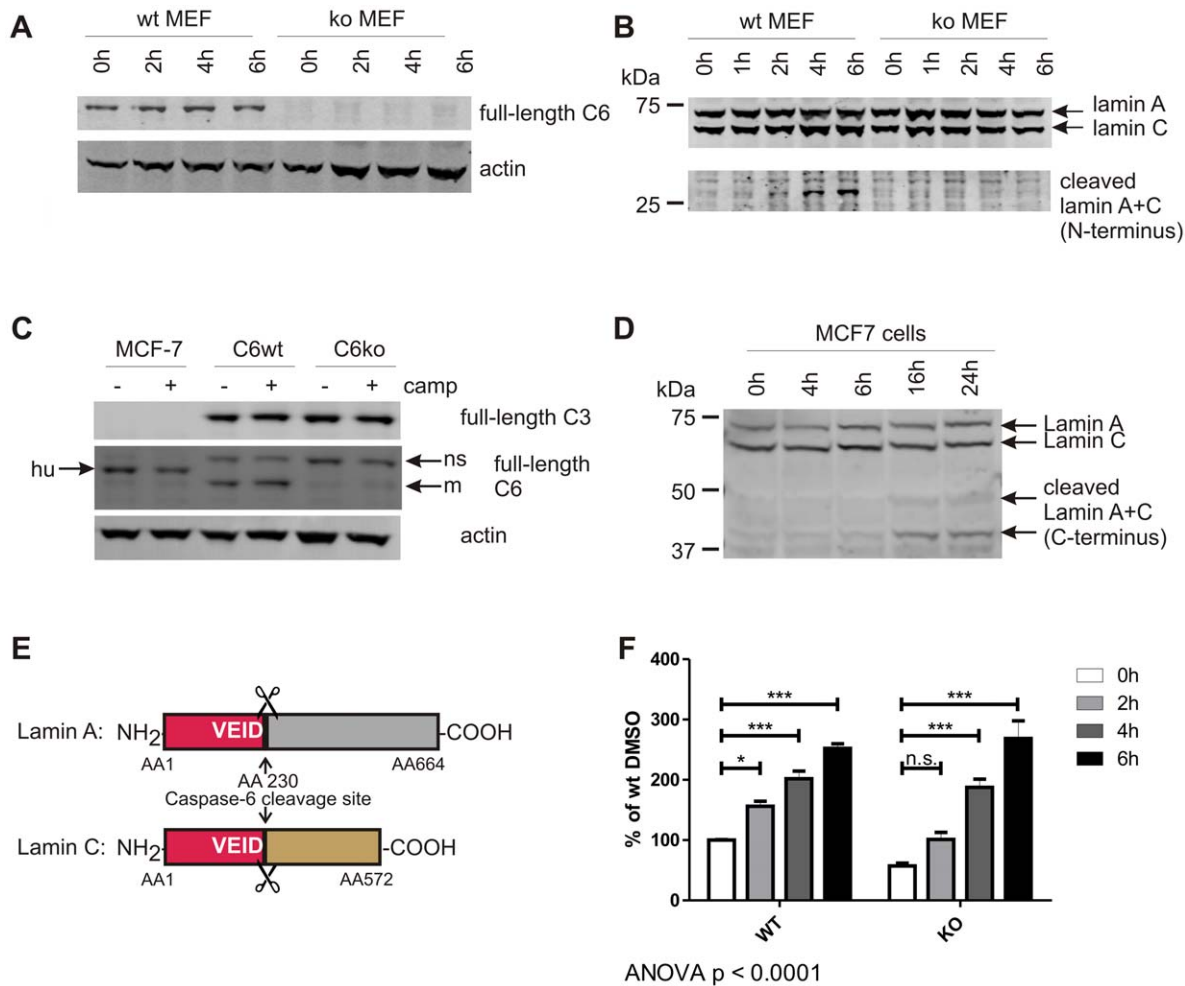 A
wt MEF ko MEF
0h 2h 4h 6h 0h 2h 4h 6h
full-length C6
actin
B
wt MEF ko MEF
kDa 0h 1h 2h 4h 6h 0h 1h 2h 4h 6h
75
lamin A
lamin C
25
cleaved
lamin A+C
(N-terminus)
C
MCF-7 C6wt C6ko
- + - + - + camp
full-length C3
hu
ns
m
full-length
C6
actin
D
MCF7 cells
kDa 0h 4h 6h 16h 24h
75
Lamin A
Lamin C
50
cleaved
Lamin A+C
(C-terminus)
37
E
Lamin A: NH2- VEID -COOH
AA1 AA664
AA 230
Caspase-6 cleavage site
Lamin C: NH2- VEID -COOH
AA1 AA572
F
% of wt DMSO
400
300
200
100
0
*** *** *
*** *** n.s.
WT KO
0h
2h
4h
6h
ANOVA p < 0.0001